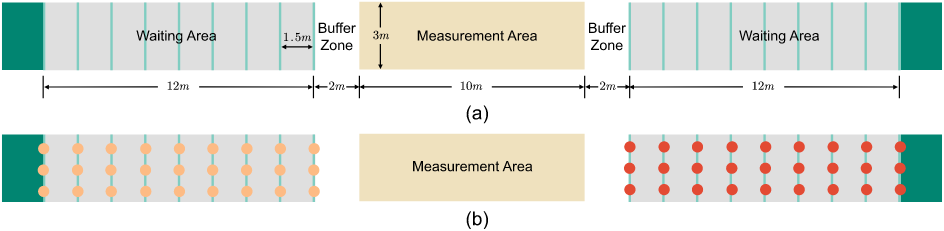 Waiting Area
1.5m
Buffer
Zone
3m
Measurement Area
Buffer
Zone
Waiting Area
12m
2m
10m
2m
12m
(a)
Measurement Area
(b)